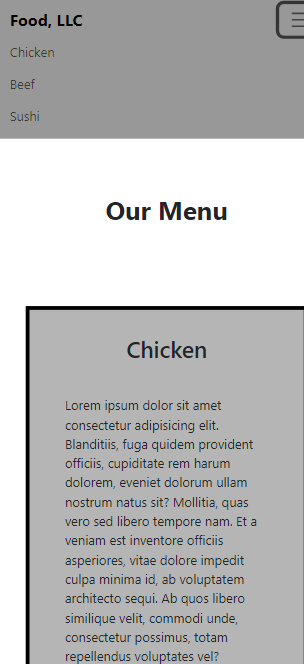 Food, LLC
Chicken
Beef
Sushi
Our Menu
Chicken
Lorem ipsum dolor sit amet
consectetur adipisicing elit.
Blanditiis, fuga quidem provident
officiis, cupiditate rem harum
dolorem, eveniet dolorum ullam
nostrum natus sit? Mollitia, quas
vero sed libero tempore nam. Et a
veniam est inventore officiis
asperiores, vitae dolore impedit
culpa minima id, ab voluptatem
architecto sequi. Ab quos libero
similique velit, commodi unde,
consectetur possimus, totam
repellendus voluptates vel?